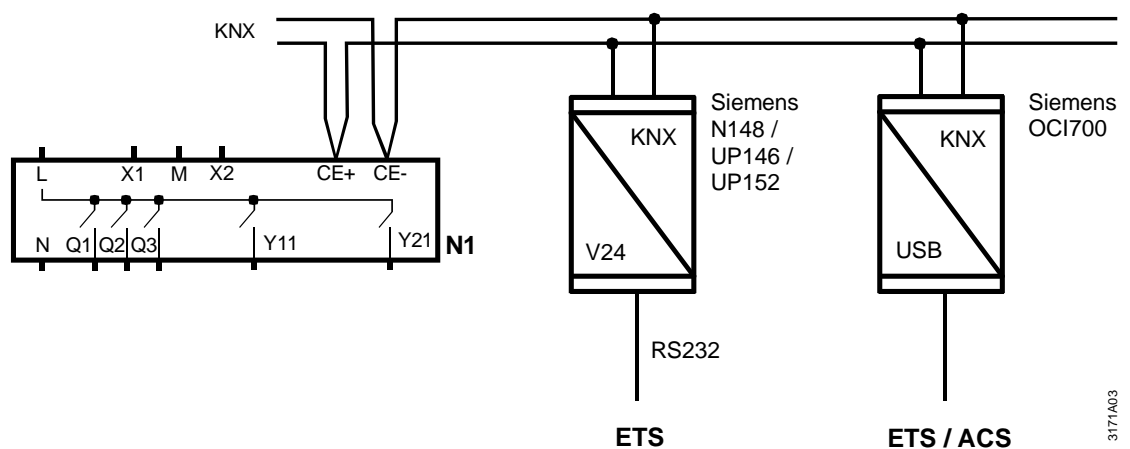 KNX
Siemens
N148 /
UP146 /
UP152
Siemens
OCI700
KNX
KNX
L X1 M X2 CE+ CE-
N Q1 Q2 Q3 Y11 Y21 N1
V24
USB
RS232
ETS
ETS / ACS
3171A03